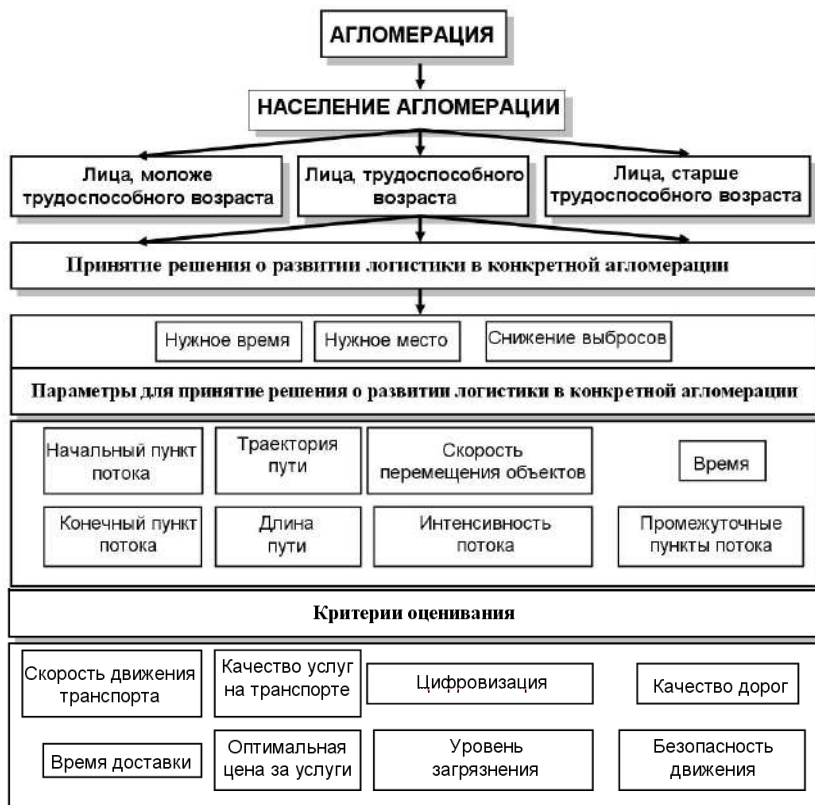 АГЛОМЕРАЦИЯ
НАСЕЛЕНИЕ АГЛОМЕРАЦИИ
Лица, моложе
трудоспособного возраста
Лица, трудоспособного
возраста
Лица, старше
трудоспособного возраста
Принятие решения о развитии логистики в конкретной агломерации
Нужное время
Нужное место
Снижение выбросов
Параметры для принятие решения о развитии логистики в конкретной агломерации
Начальный пункт
потока
Траектория
пути
Скорость
перемещения объектов
Время
Конечный пункт
потока
Длина
пути
Интенсивность
потока
Промежуточные
пункты потока
Критерии оценивания
Скорость движения
транспорта
Качество услуг
на транспорте
Цифровизация
Качество дорог
Время доставки
Оптимальная
цена за услуги
Уровень
загрязнения
Безопасность
движения